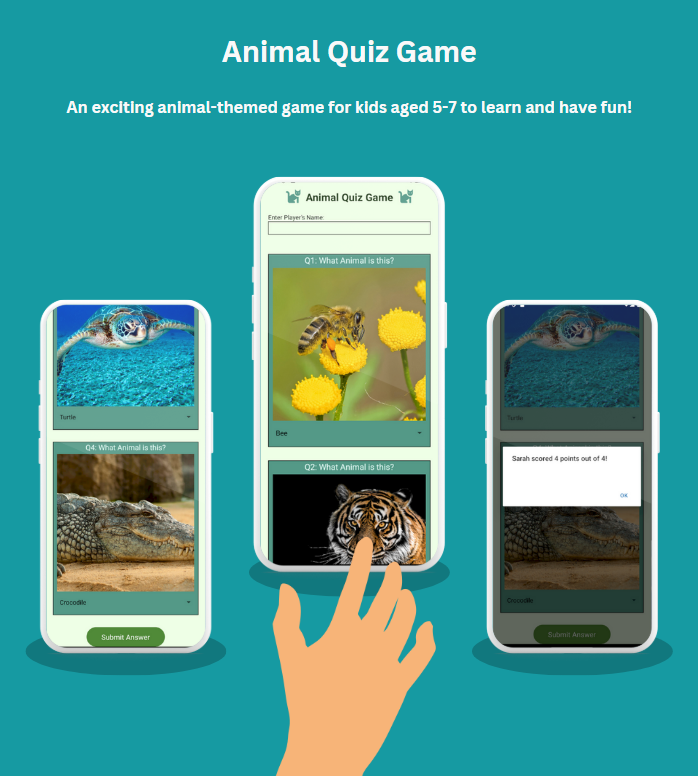 Animal Quiz Game
An exciting animal-themed game for kids aged 5-7 to learn and have fun!
Animal Quiz Game
Enter Player's Name:
Q1: What Animal is this?
Bee
Q2: What Animal is this?
Turtle
Q4: What Animal is this?
Crocodile
Submit Answer
Turtle
Sarah scored 4 points out of 4!
OK
Crocodile
Submit Answer